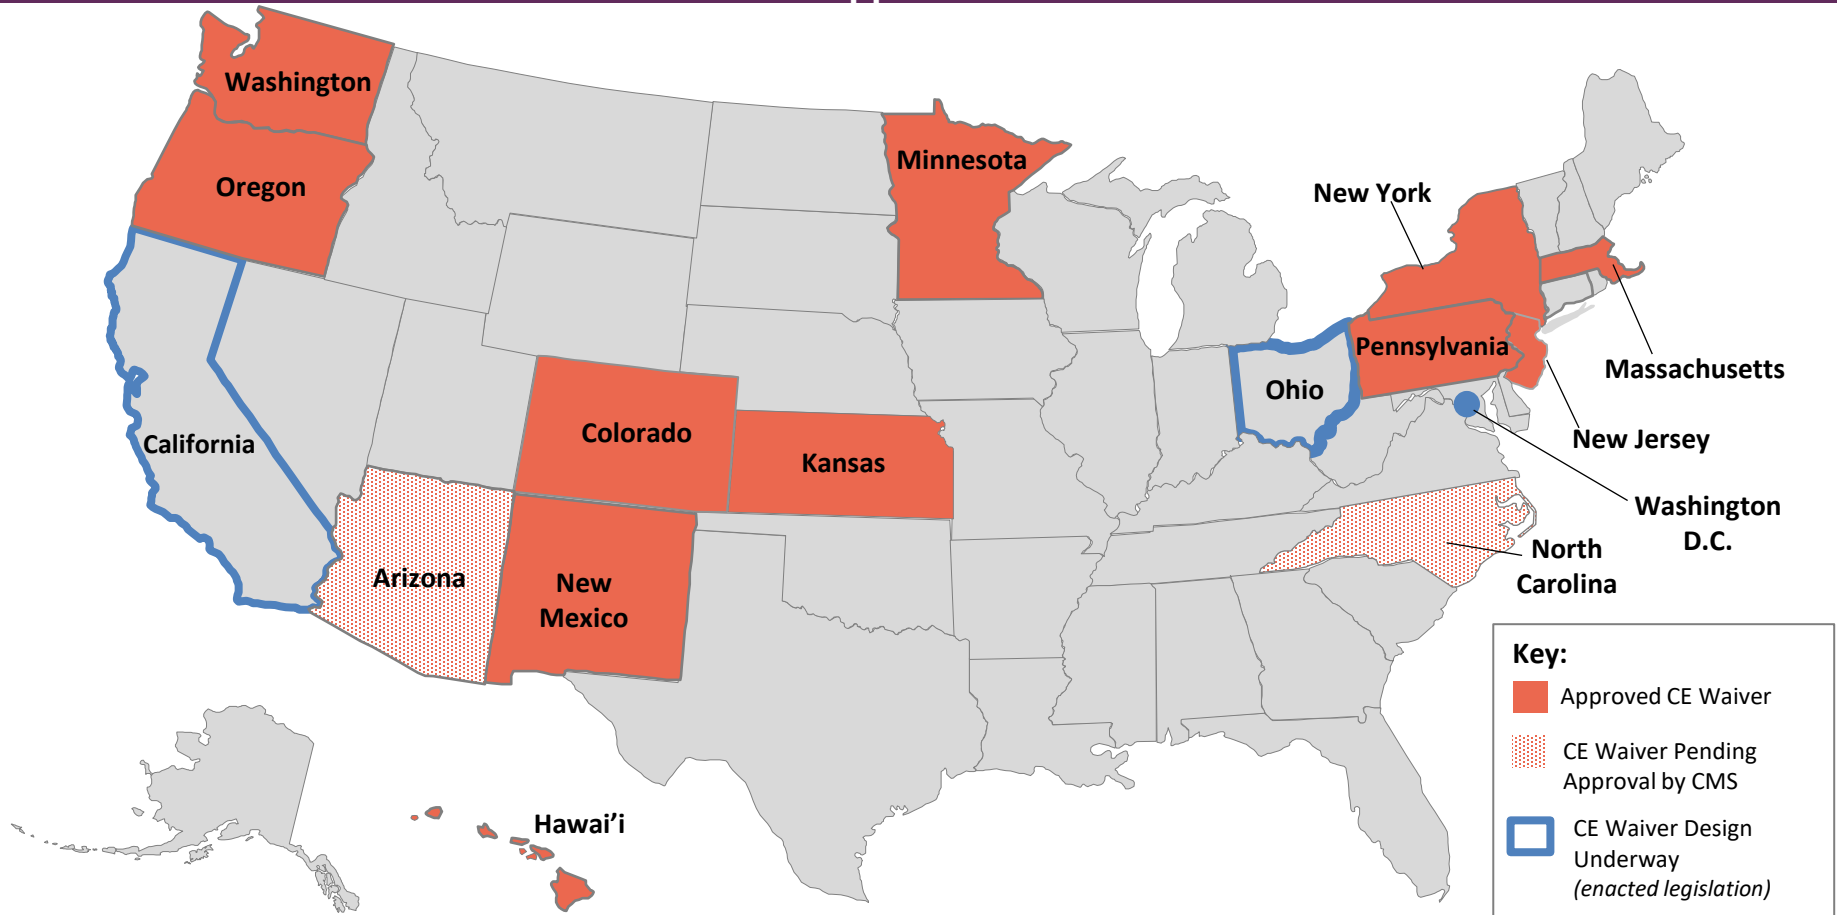 Washington
Oregon
Minnesota
New York
Pennsylvania
Massachusetts
Ohio
New Jersey
California
Colorado
Kansas
Washington
D.C.
North
Carolina
Arizona
New
Mexico
Hawai’i
Key:
Approved CE Waiver
CE Waiver Pending
Approval by CMS
CE Waiver Design
Underway
(enacted legislation)